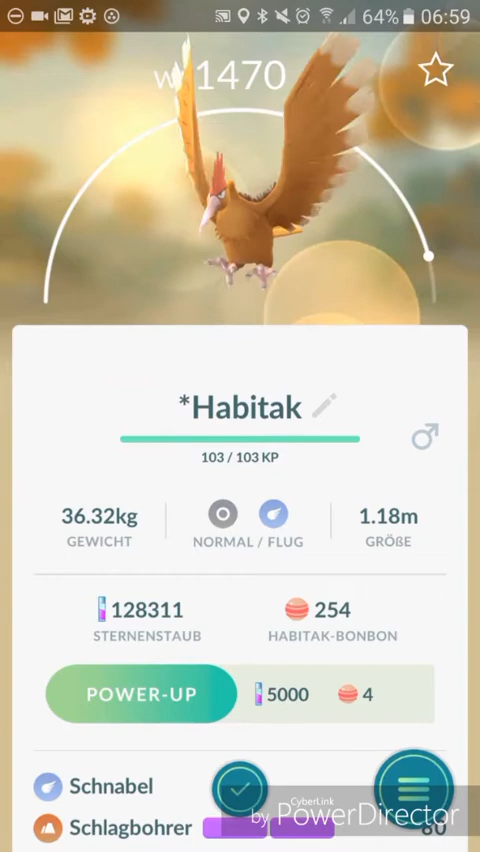 64% 06:59
WP 1470
*Habitak
103 / 103 KP
36.32kg
GEWICHT
NORMAL / FLUG
1.18m
GRÖßE
128311
STERNENSTAUB
254
HABITAK-BONBON
POWER-UP 5000 4
Schnabel
Schlagbohrer 80
CyberLink
by PowerDirector